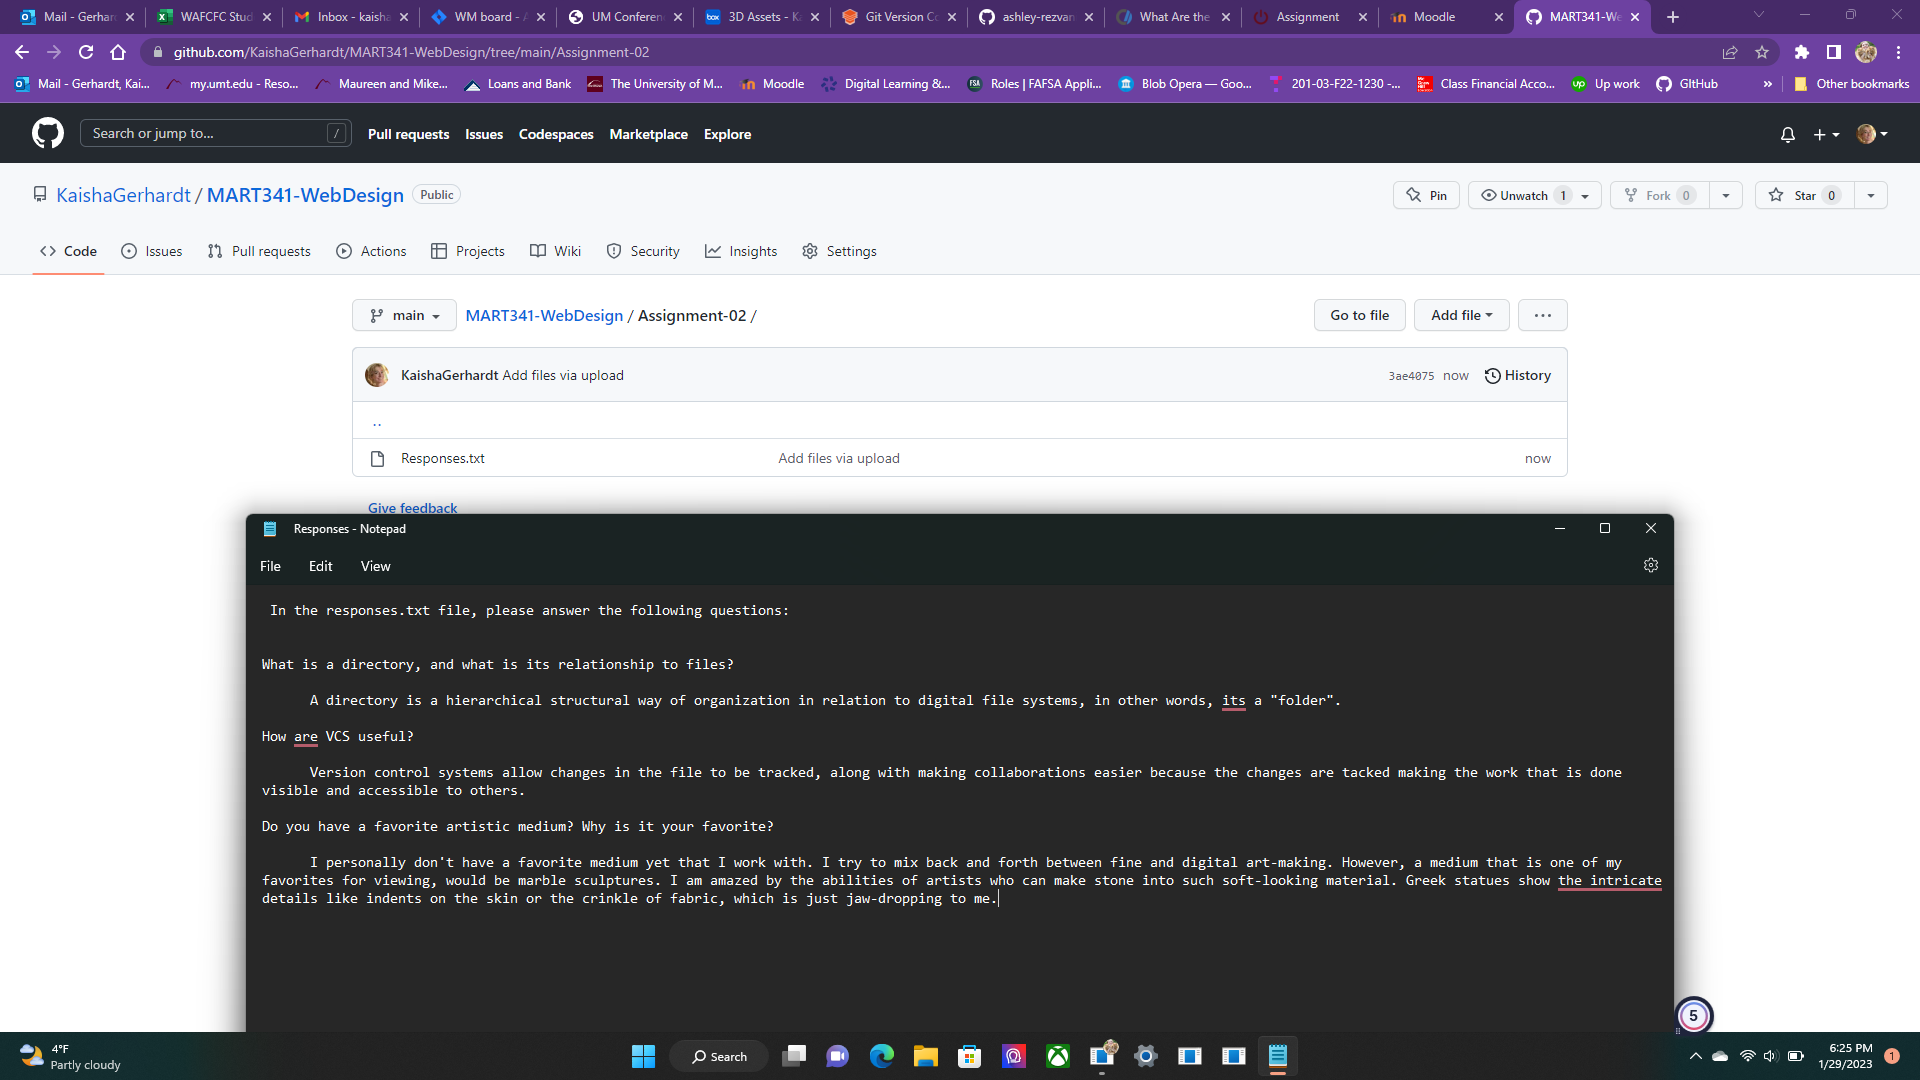 Mail - Gerhar
WAFCFC Stud
Inbox - kaisha
WM board - A
UM Conferen
3D Assets - Ka
Git Version Co
ashley-rezvan
What Are the
Assignment
Moodle
MART341-We
github.com/KaishaGerhardt/MART341-WebDesign/tree/main/Assignment-02
Mail - Gerhardt, Kai...
my.umt.edu - Reso...
Maureen and Mike...
Loans and Bank
The University of M...
Moodle
Digital Learning &...
Roles | FAFSA Appli...
Blob Opera — Goo...
201-03-F22-1230 -...
Class Financial Acco...
Up work
GItHub
»
Other bookmarks
Search or jump to...
/
Pull requests
Issues
Codespaces
Marketplace
Explore
KaishaGerhardt / MART341-WebDesign
Public
Pin
Unwatch 1
Fork 0
Star 0
Code
Issues
Pull requests
Actions
Projects
Wiki
Security
Insights
Settings
main
MART341-WebDesign / Assignment-02 /
Go to file
Add file
...
KaishaGerhardt Add files via upload
3ae4075 now
History
..
Responses.txt
Add files via upload
now
Give feedback
Responses - Notepad
File
Edit
View
In the responses.txt file, please answer the following questions:
What is a directory, and what is its relationship to files?
A directory is a hierarchical structural way of organization in relation to digital file systems, in other words, its a "folder".
How are VCS useful?
Version control systems allow changes in the file to be tracked, along with making collaborations easier because the changes are tacked making the work that is done
visible and accessible to others.
Do you have a favorite artistic medium? Why is it your favorite?
I personally don't have a favorite medium yet that I work with. I try to mix back and forth between fine and digital art-making. However, a medium that is one of my
favorites for viewing, would be marble sculptures. I am amazed by the abilities of artists who can make stone into such soft-looking material. Greek statues show the intricate
details like indents on the skin or the crinkle of fabric, which is just jaw-dropping to me.
5
4°F
Partly cloudy
Search
6:25 PM
1/29/2023
1